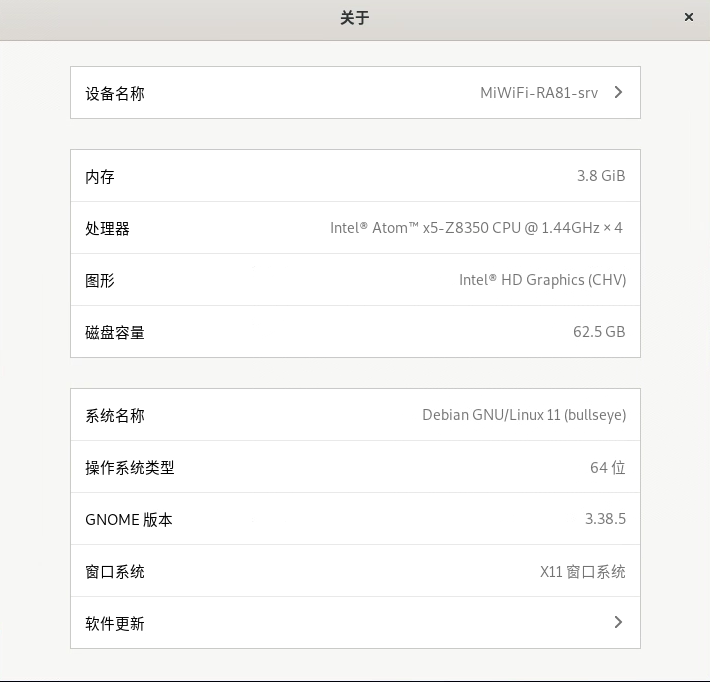 关于
设备名称 MiWiFi-RA81-srv
内存 3.8 GiB
处理器 Intel® Atom™ x5-Z8350 CPU @ 1.44GHz × 4
图形 Intel® HD Graphics (CHV)
磁盘容量 62.5 GB
系统名称 Debian GNU/Linux 11 (bullseye)
操作系统类型 64 位
GNOME 版本 3.38.5
窗口系统 X11 窗口系统
软件更新